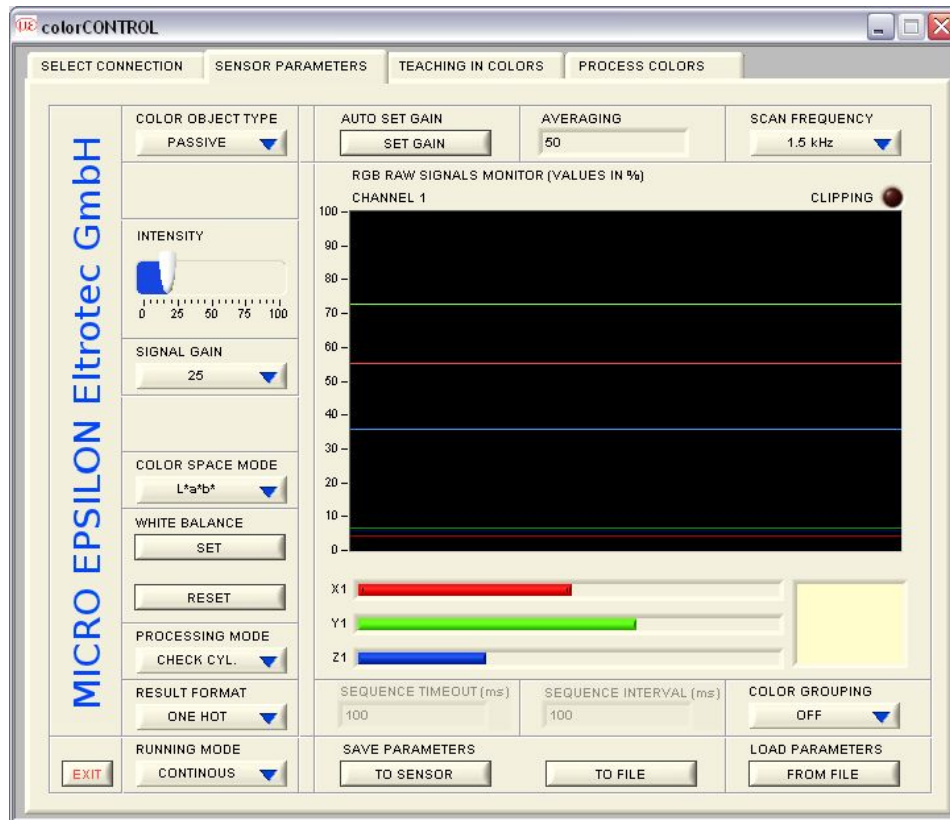 με colorCONTROL
SELECT CONNECTION
SENSOR PARAMETERS
TEACHING IN COLORS
PROCESS COLORS
MICRO EPSILON Eltrotec GmbH
COLOR OBJECT TYPE
PASSIVE
INTENSITY
0 25 50 75 100
SIGNAL GAIN
25
COLOR SPACE MODE
L*a*b*
WHITE BALANCE
SET
RESET
PROCESSING MODE
CHECK CYL.
RESULT FORMAT
ONE HOT
RUNNING MODE
CONTINOUS
EXIT
AUTO SET GAIN
SET GAIN
AVERAGING
50
SCAN FREQUENCY
1.5 kHz
RGB RAW SIGNALS MONITOR (VALUES IN %)
CHANNEL 1
CLIPPING
100
90
80
70
60
50
40
30
20
10
0
X1
Y1
Z1
SEQUENCE TIMEOUT (ms)
100
SEQUENCE INTERVAL (ms)
100
COLOR GROUPING
OFF
SAVE PARAMETERS
TO SENSOR
TO FILE
LOAD PARAMETERS
FROM FILE